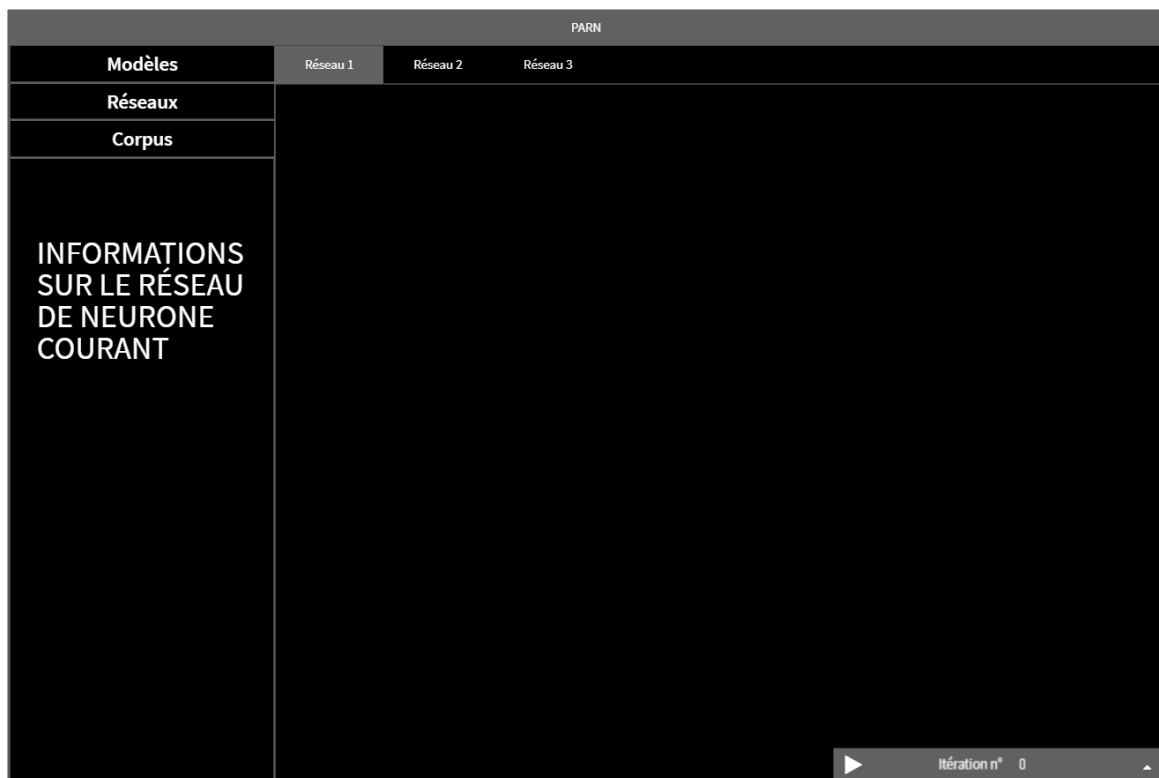 PARN
Modèles
Réseau 1
Réseau 2
Réseau 3
Réseaux
Corpus
INFORMATIONS
SUR LE RÉSEAU
DE NEURONE
COURANT
Itération n° 0